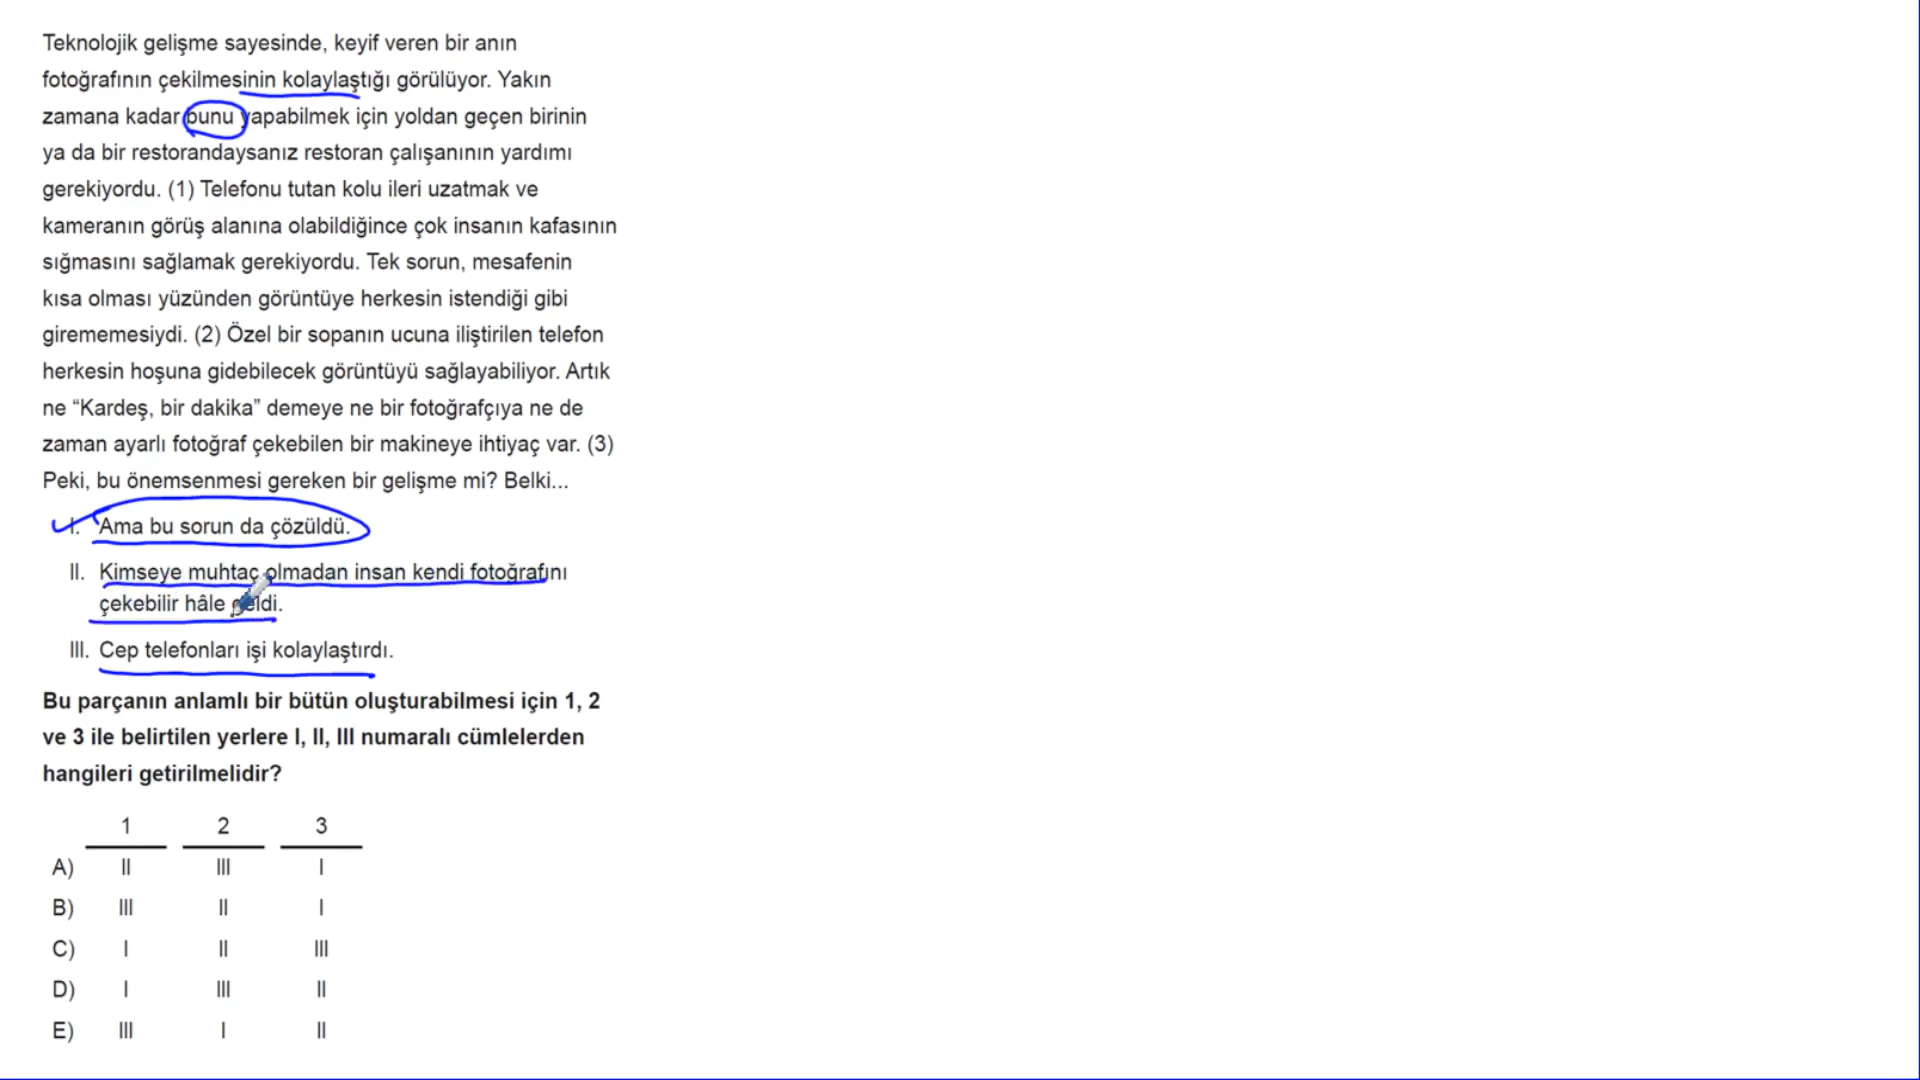 Teknolojik gelişme sayesinde, keyif veren bir anın
fotoğrafının çekilmesinin kolaylaştığı görülüyor. Yakın
zamana kadar bunu yapabilmek için yoldan geçen birinin
ya da bir restorandaysanız restoran çalışanının yardımı
gerekiyordu. (1) Telefonu tutan kolu ileri uzatmak ve
kameranın görüş alanına olabildiğince çok insanın kafasının
sığmasını sağlamak gerekiyordu. Tek sorun, mesafenin
kısa olması yüzünden görüntüye herkesin istendiği gibi
girememesiydi. (2) Özel bir sopanın ucuna iliştirilen telefon
herkesin hoşuna gidebilecek görüntüyü sağlayabiliyor. Artık
ne “Kardeş, bir dakika” demeye ne bir fotoğrafçıya ne de
zaman ayarlı fotoğraf çekebilen bir makineye ihtiyaç var. (3)
Peki, bu önemsenmesi gereken bir gelişme mi? Belki...
I. Ama bu sorun da çözüldü.
II. Kimseye muhtaç olmadan insan kendi fotoğrafını
çekebilir hâle geldi.
III. Cep telefonları işi kolaylaştırdı.
Bu parçanın anlamlı bir bütün oluşturabilmesi için 1, 2
ve 3 ile belirtilen yerlere I, II, III numaralı cümlelerden
hangileri getirilmelidir?
1 2 3
A) II III I
B) III II I
C) I II III
D) I III II
E) III I II